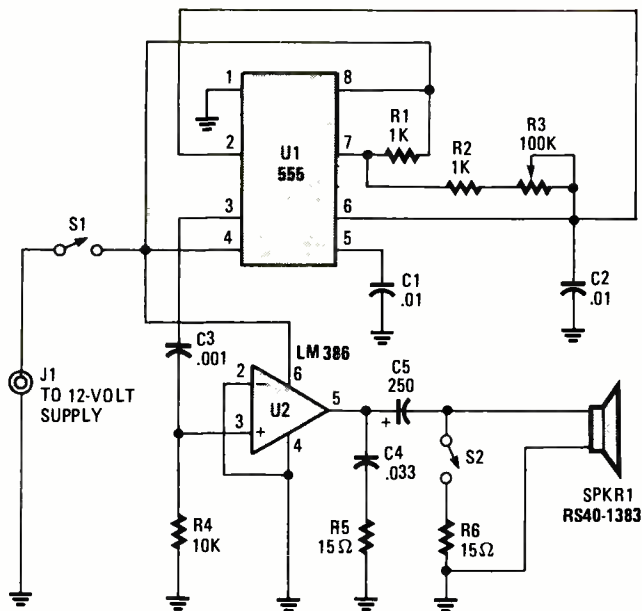 1
8
R1
1K
R3
100K
2
U1
555
7
R2
1K
S1
3
6
4
5
C1
.01
C2
.01
C3
.001
LM386
J1
TO 12-VOLT
SUPPLY
2
–
6
U2
5
C5
250
+
3
+
4
C4
.033
S2
SPKR1
RS40-1383
R4
10K
R5
15Ω
R6
15Ω